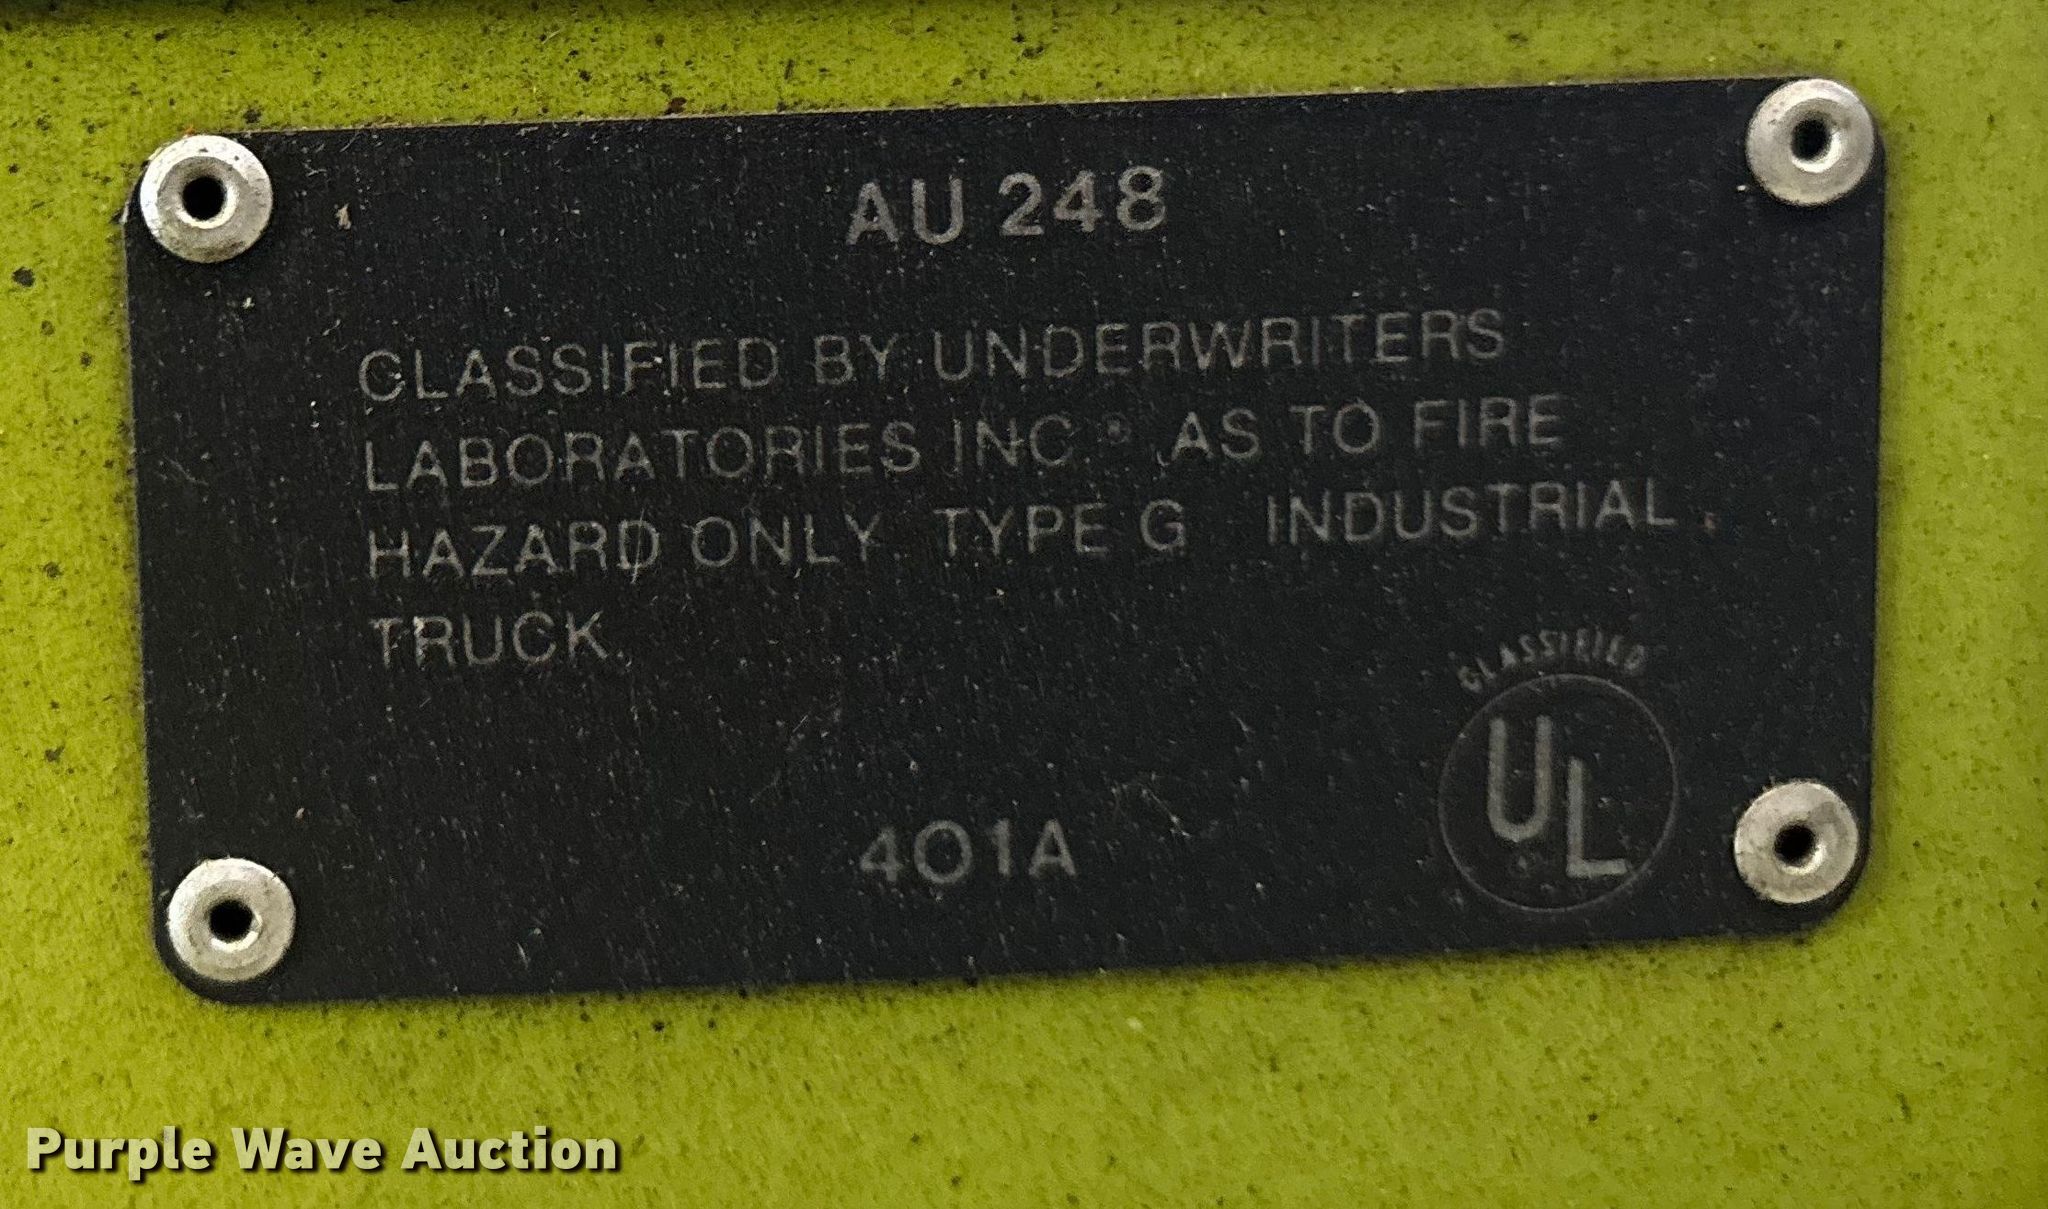 AU 248
CLASSIFIED BY UNDERWRITERS
LABORATORIES INC ® AS TO FIRE
HAZARD ONLY. TYPE G INDUSTRIAL
TRUCK.
CLASSIFIED
UL
401A
Purple Wave Auction